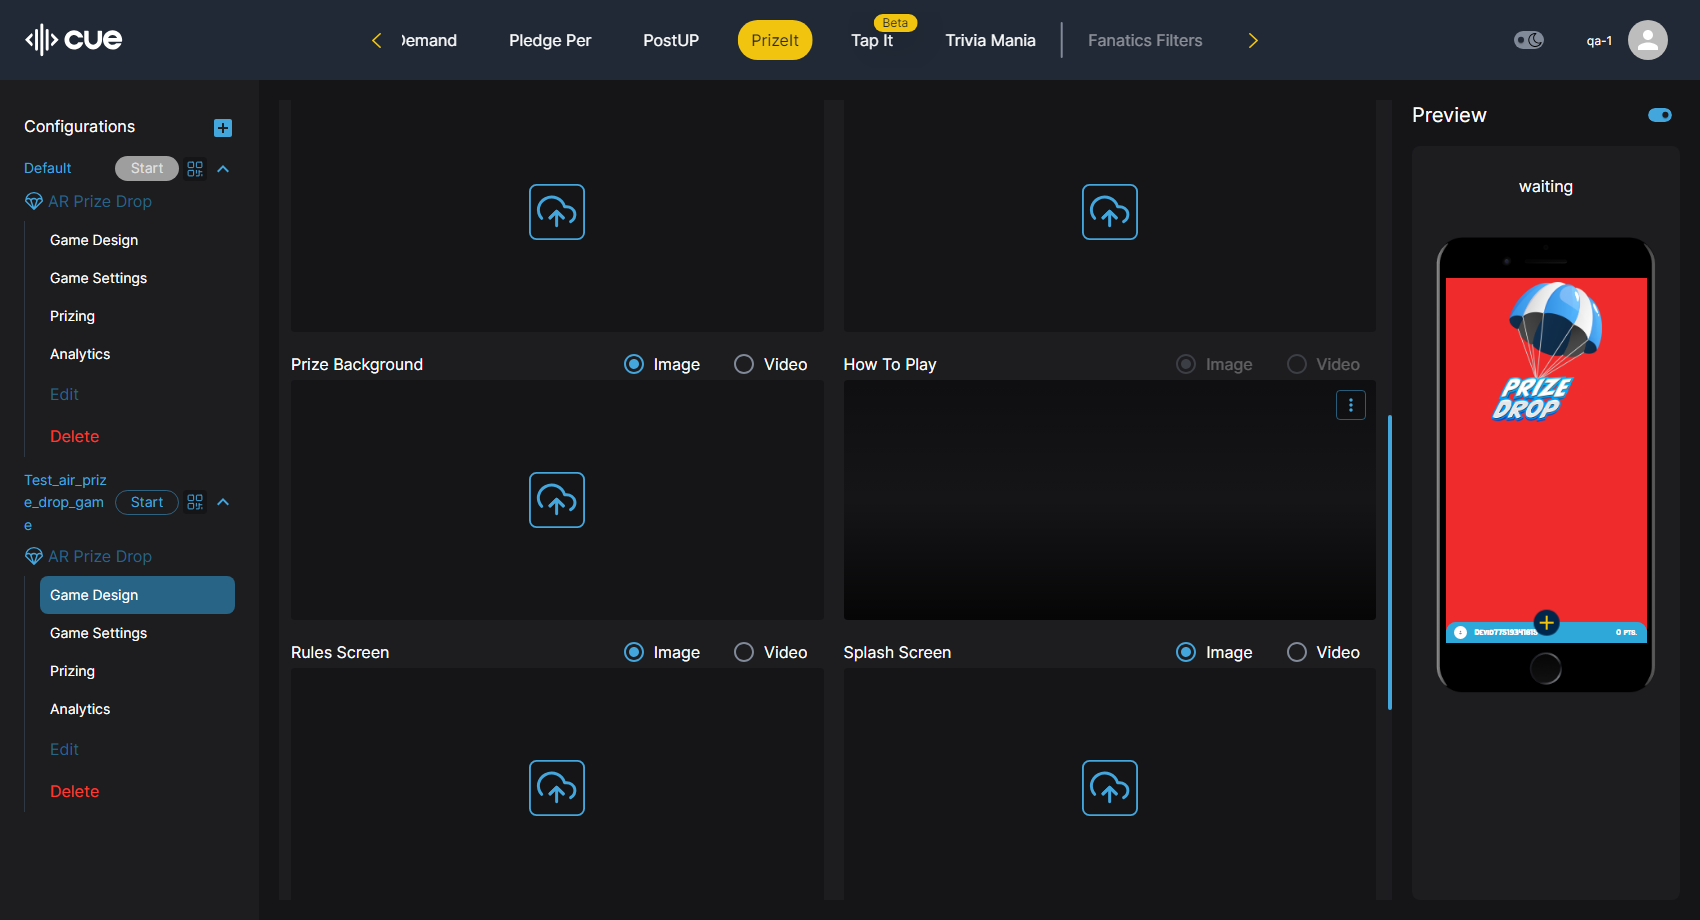 cue
Demand
Pledge Per
PostUP
PrizeIt
Beta
Tap It
Trivia Mania
Fanatics Filters
qa-1
Configurations
Default
Start
AR Prize Drop
Game Design
Game Settings
Prizing
Analytics
Edit
Delete
Test_air_priz
e_drop_gam
e
Start
AR Prize Drop
Game Design
Game Settings
Prizing
Analytics
Edit
Delete
Prize Background
Image
Video
How To Play
Image
Video
Rules Screen
Image
Video
Splash Screen
Image
Video
Preview
waiting
PRIZE
DROP
0 PTS.